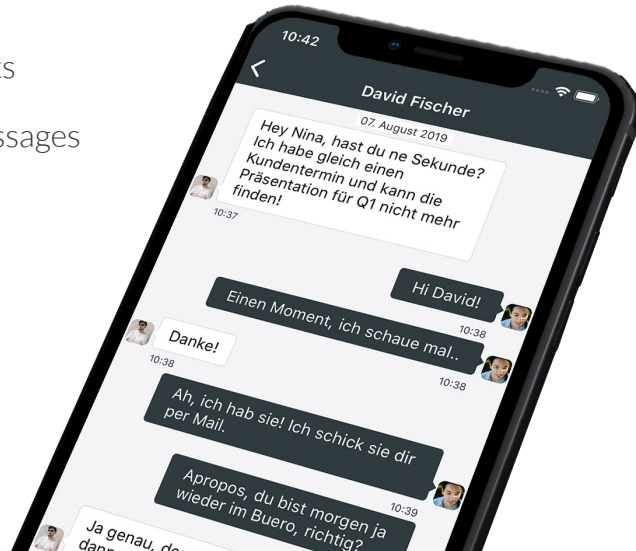 10:42
David Fischer
07. August 2019
Hey Nina, hast du ne Sekunde?
Ich habe gleich einen
Kundentermin und kann die
Präsentation für Q1 nicht mehr
finden!
10:37
Hi David!
10:38
Einen Moment, ich schaue mal..
10:38
Danke!
10:38
Ah, ich hab sie! Ich schick sie dir
per Mail.
10:39
Apropos, du bist morgen ja
wieder im Buero, richtig?
Ja genau,